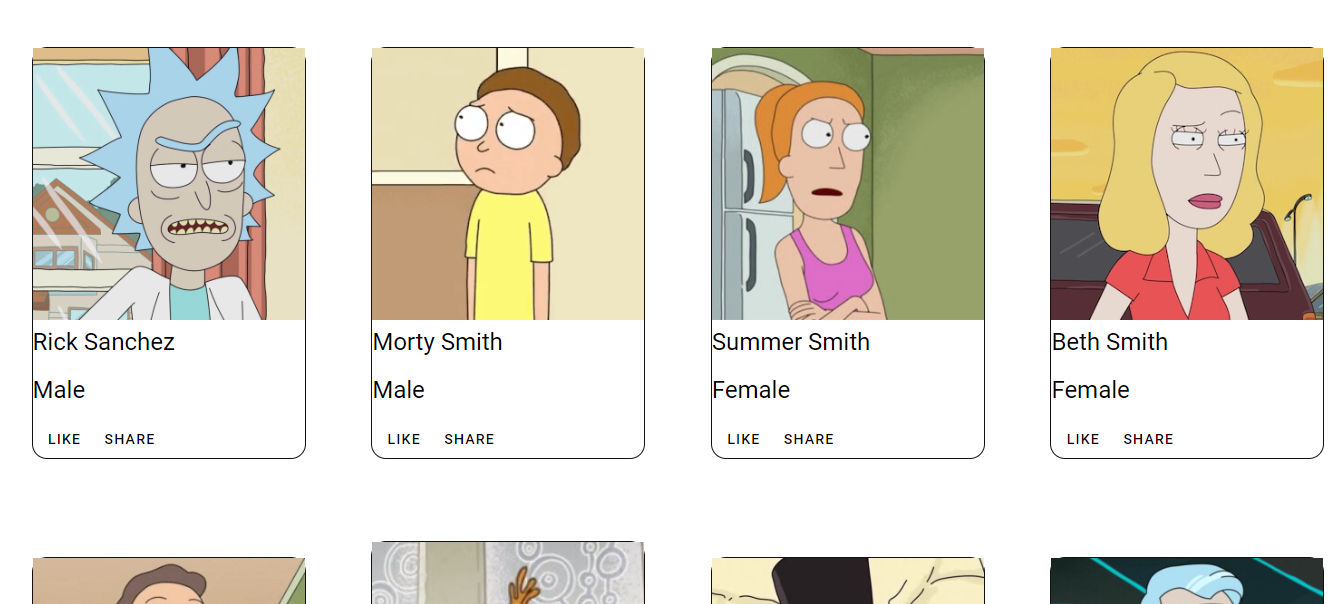 Rick Sanchez
Male
LIKE SHARE
Morty Smith
Male
LIKE SHARE
Summer Smith
Female
LIKE SHARE
Beth Smith
Female
LIKE SHARE